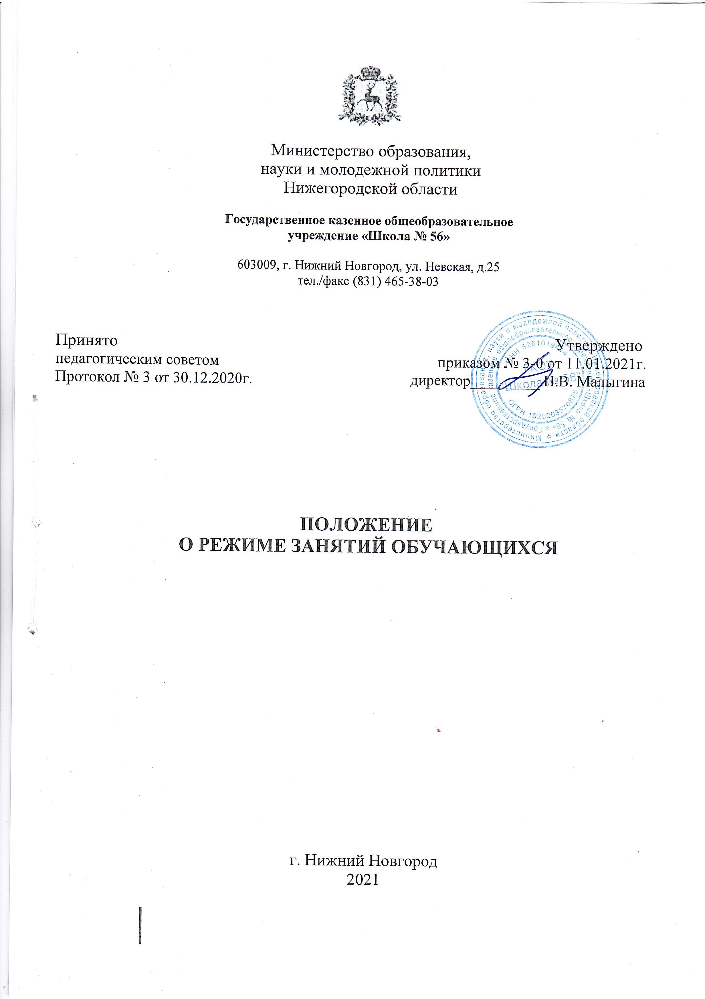 Министерство образования,
науки и молодежной политики
Нижегородской области
Государственное казенное общеобразовательное
учреждение «Школа № 56»
603009, г. Нижний Новгород, ул. Невская, д.25
тел./факс (831) 465-38-03
Принято
педагогическим советом
Протокол № 3 от 30.12.2020г.
Утверждено
приказом № 3-0 от 11.01.2021г.
директор_________Н.В. Малыгина
Министерство образования, науки и молодежной политики Нижегородской области *
Государственное казенное общеобразовательное учреждение «Школа № 56» *
ИНН 5261019414
ГКОУ
"Школа № 56"
ОГРН 1025203570875
ПОЛОЖЕНИЕ
О РЕЖИМЕ ЗАНЯТИЙ ОБУЧАЮЩИХСЯ
г. Нижний Новгород
2021